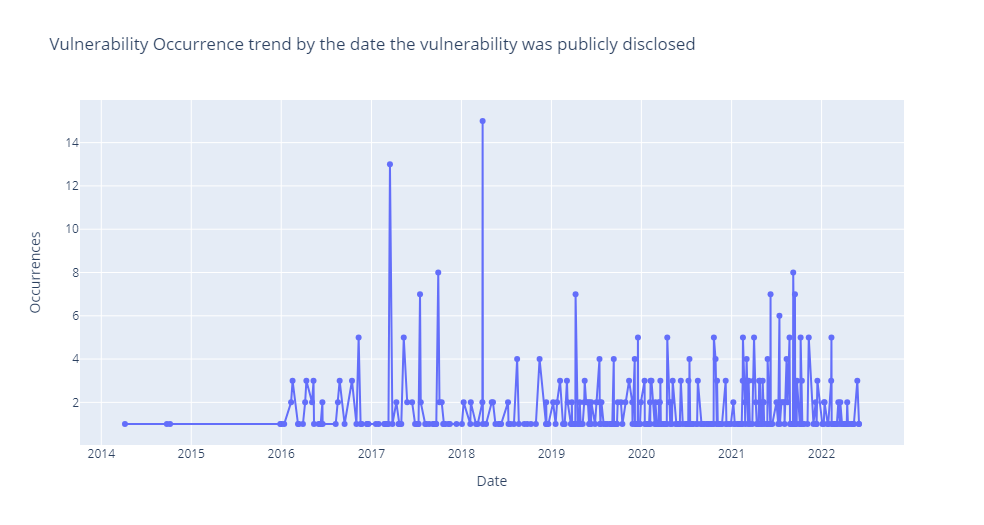 Vulnerability Occurrence trend by the date the vulnerability was publicly disclosed
14
12
10
8
6
4
2
Occurrences
2014 2015 2016 2017 2018 2019 2020 2021 2022
Date